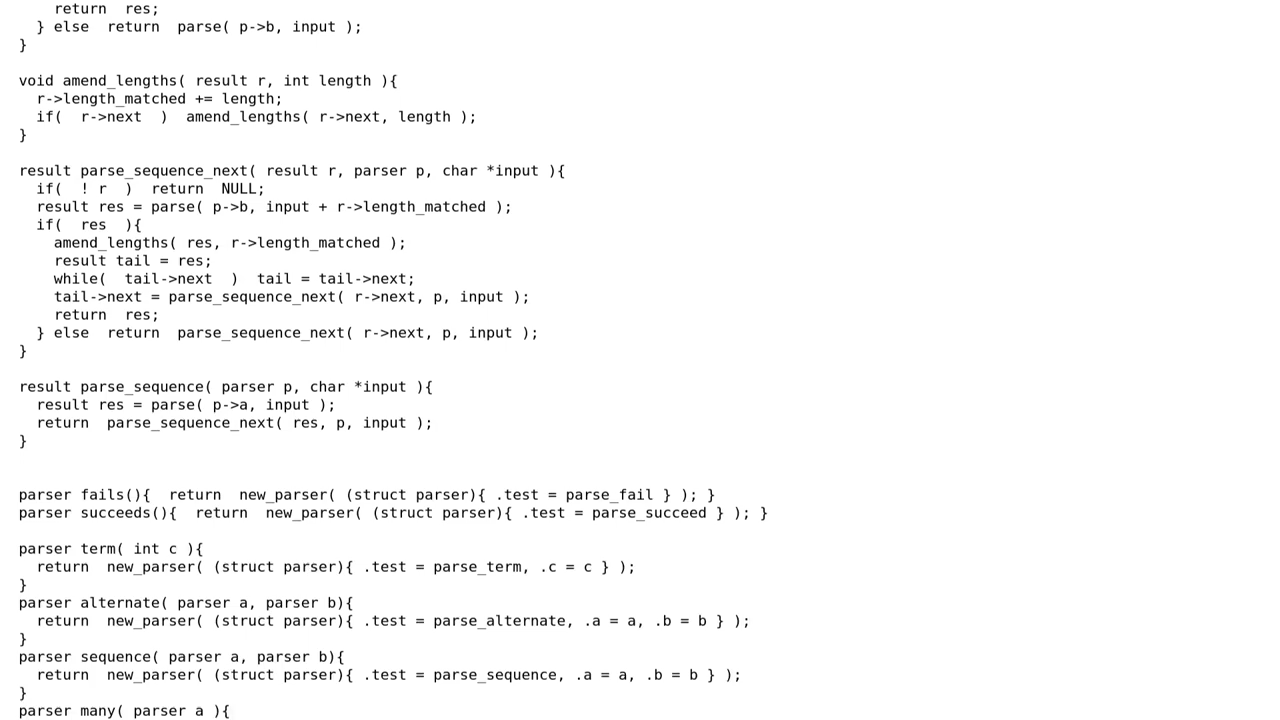 return  res;
  } else  return  parse( p->b, input );
}

void amend_lengths( result r, int length ){
  r->length_matched += length;
  if(  r->next  )  amend_lengths( r->next, length );
}

result parse_sequence_next( result r, parser p, char *input ){
  if(  ! r  )  return  NULL;
  result res = parse( p->b, input + r->length_matched );
  if(  res  ){
    amend_lengths( res, r->length_matched );
    result tail = res;
    while(  tail->next  )  tail = tail->next;
    tail->next = parse_sequence_next( r->next, p, input );
    return  res;
  } else  return  parse_sequence_next( r->next, p, input );
}

result parse_sequence( parser p, char *input ){
  result res = parse( p->a, input );
  return  parse_sequence_next( res, p, input );
}


parser fails(){  return  new_parser( (struct parser){ .test = parse_fail } ); }
parser succeeds(){  return  new_parser( (struct parser){ .test = parse_succeed } ); }

parser term( int c ){
  return  new_parser( (struct parser){ .test = parse_term, .c = c } );
}
parser alternate( parser a, parser b){
  return  new_parser( (struct parser){ .test = parse_alternate, .a = a, .b = b } );
}
parser sequence( parser a, parser b){
  return  new_parser( (struct parser){ .test = parse_sequence, .a = a, .b = b } );
}
parser many( parser a ){